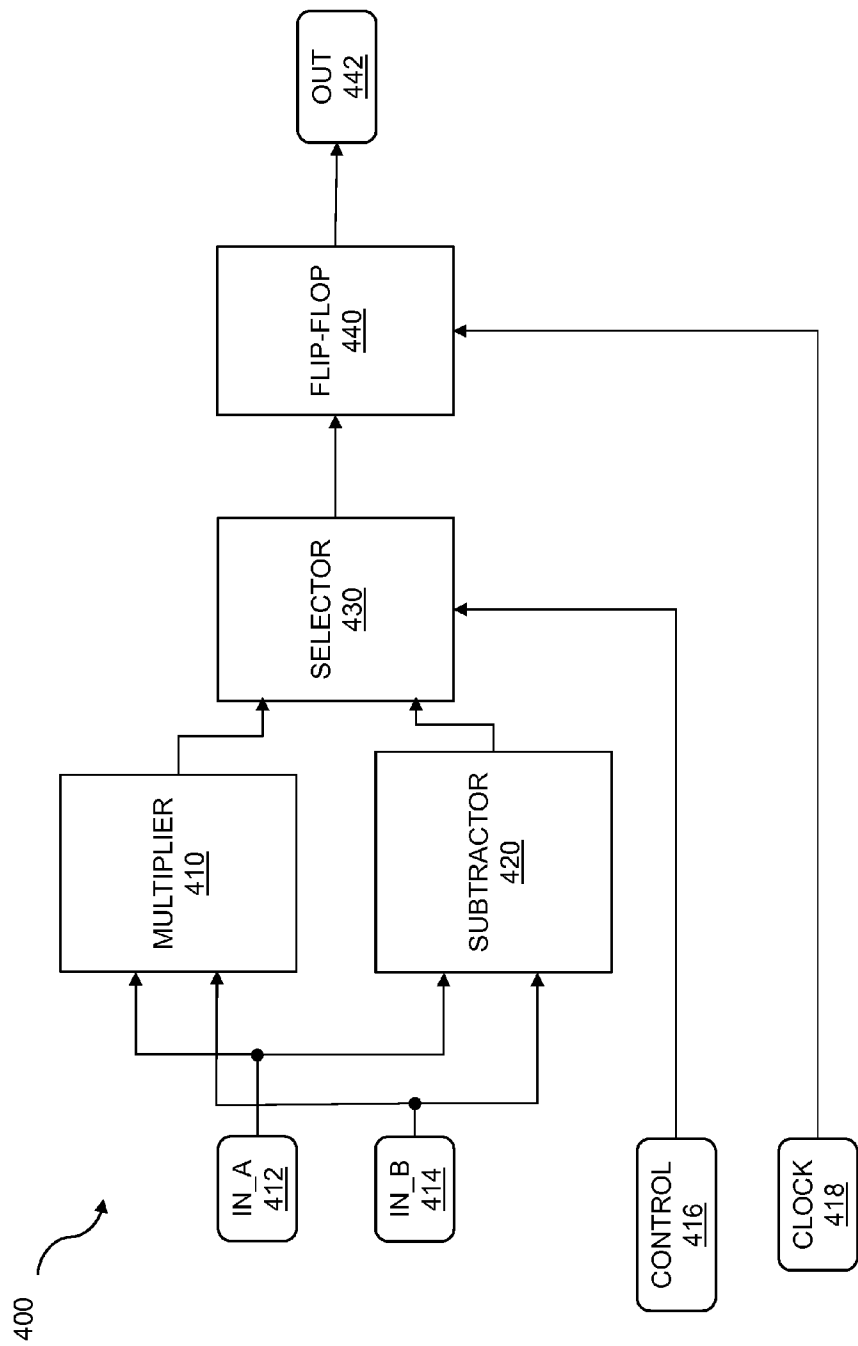 400
IN_A
412
IN_B
414
CONTROL
416
CLOCK
418
MULTIPLIER
410
SUBTRACTOR
420
SELECTOR
430
FLIP-FLOP
440
OUT
442